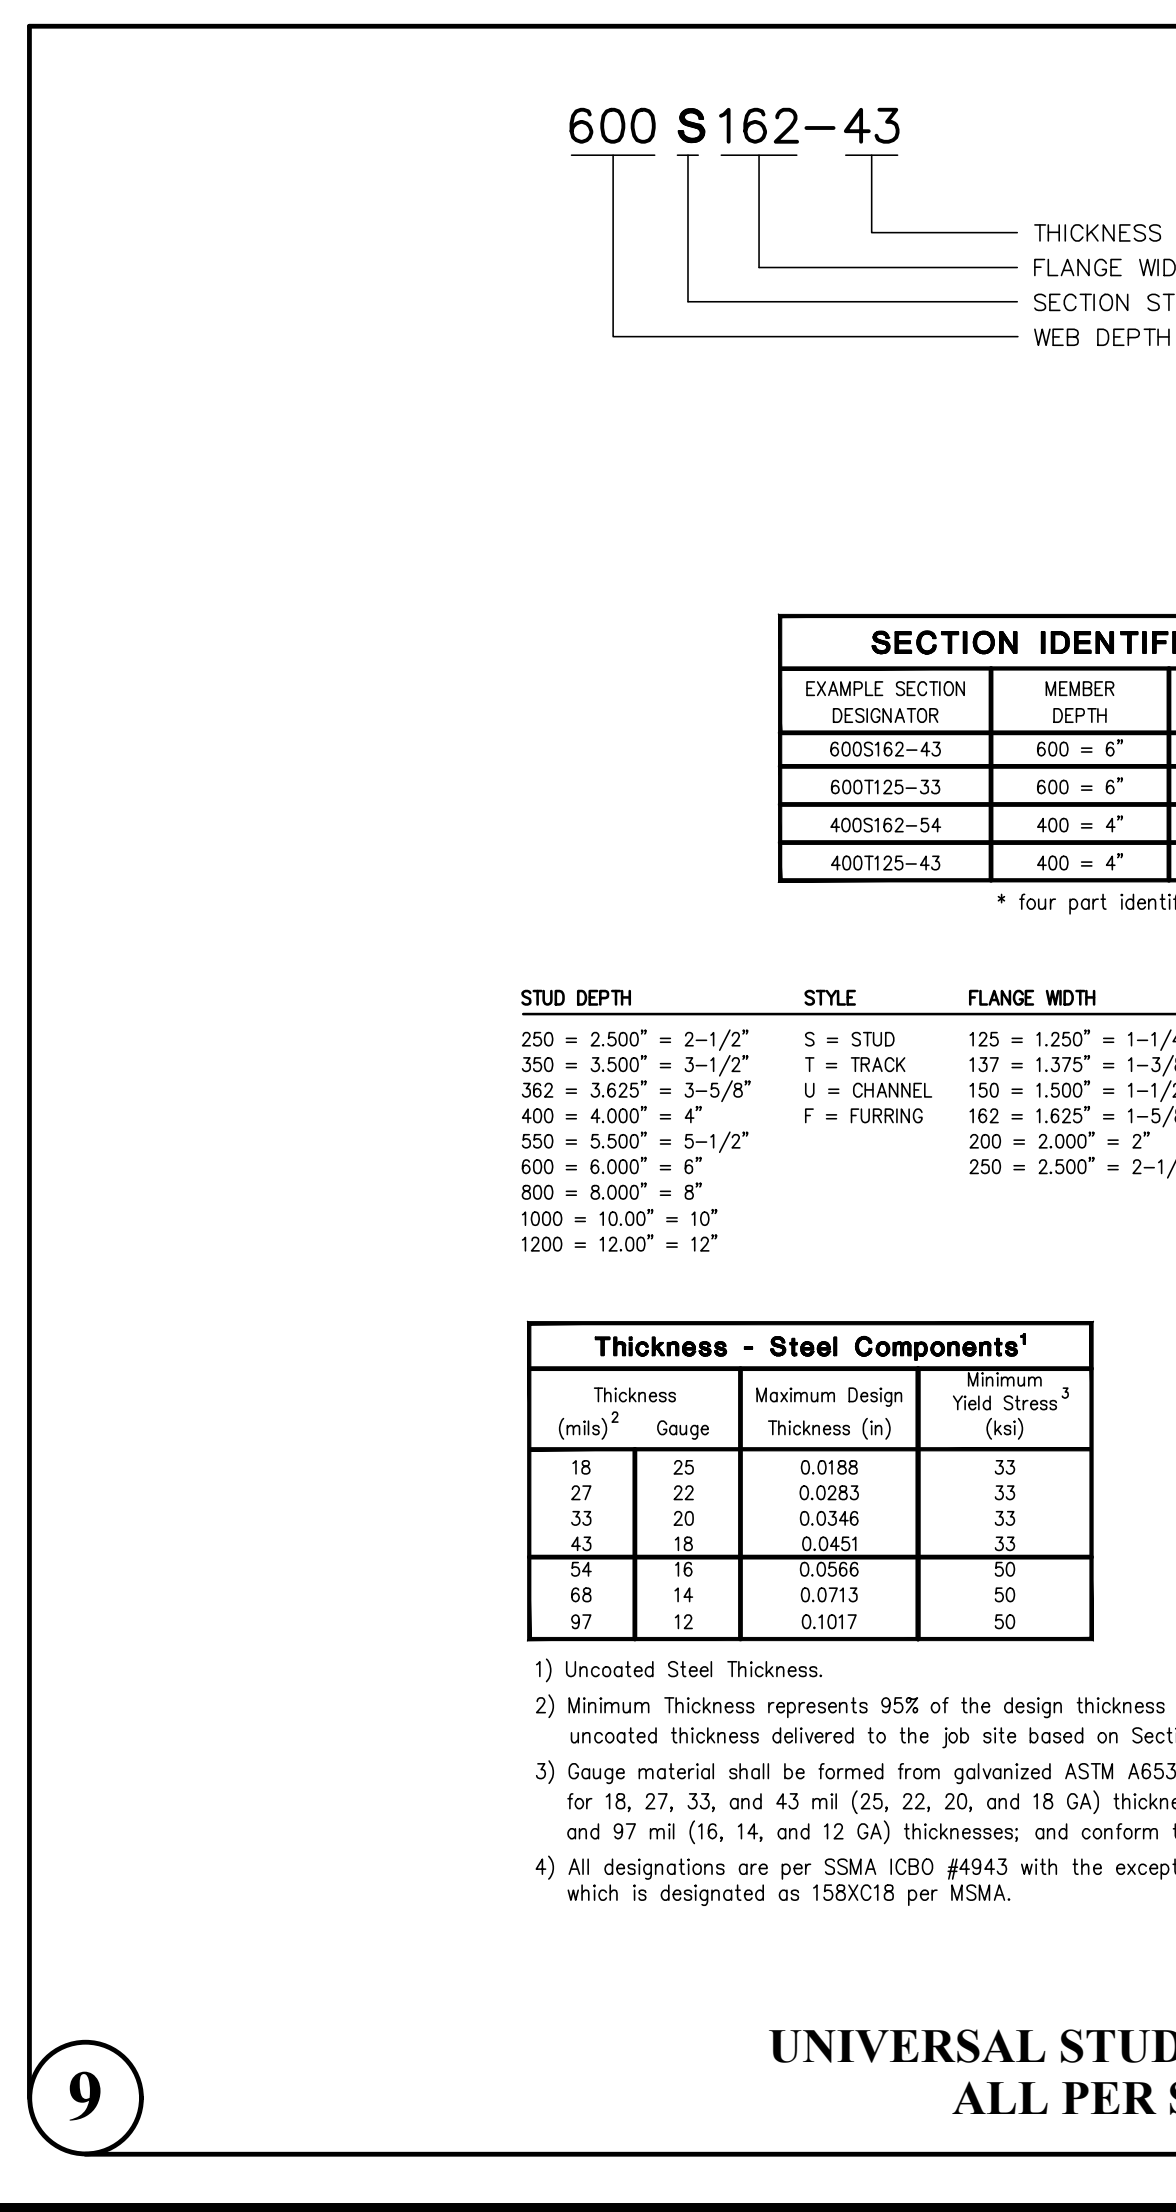 600 S 162-43
THICKNESS
FLANGE WID
SECTION ST
WEB DEPTH
SECTION IDENTIF
EXAMPLE SECTION DESIGNATOR MEMBER DEPTH
600S162-43 600 = 6"
600T125-33 600 = 6"
400S162-54 400 = 4"
400T125-43 400 = 4"
* four part identif
STUD DEPTH STYLE FLANGE WIDTH
250 = 2.500" = 2-1/2" S = STUD 125 = 1.250" = 1-1/4
350 = 3.500" = 3-1/2" T = TRACK 137 = 1.375" = 1-3/8
362 = 3.625" = 3-5/8" U = CHANNEL 150 = 1.500" = 1-1/2
400 = 4.000" = 4" F = FURRING 162 = 1.625" = 1-5/8
550 = 5.500" = 5-1/2" 200 = 2.000" = 2"
600 = 6.000" = 6" 250 = 2.500" = 2-1/
800 = 8.000" = 8"
1000 = 10.00" = 10"
1200 = 12.00" = 12"
Thickness - Steel Components1
Thickness (mils)2 Gauge Maximum Design Thickness (in) Minimum Yield Stress3 (ksi)
18 25 0.0188 33
27 22 0.0283 33
33 20 0.0346 33
43 18 0.0451 33
54 16 0.0566 50
68 14 0.0713 50
97 12 0.1017 50
1) Uncoated Steel Thickness.
2) Minimum Thickness represents 95% of the design thickness
uncoated thickness delivered to the job site based on Secti
3) Gauge material shall be formed from galvanized ASTM A653
for 18, 27, 33, and 43 mil (25, 22, 20, and 18 GA) thickne
and 97 mil (16, 14, and 12 GA) thicknesses; and conform t
4) All designations are per SSMA ICBO #4943 with the except
which is designated as 158XC18 per MSMA.
UNIVERSAL STUD
ALL PER S
9